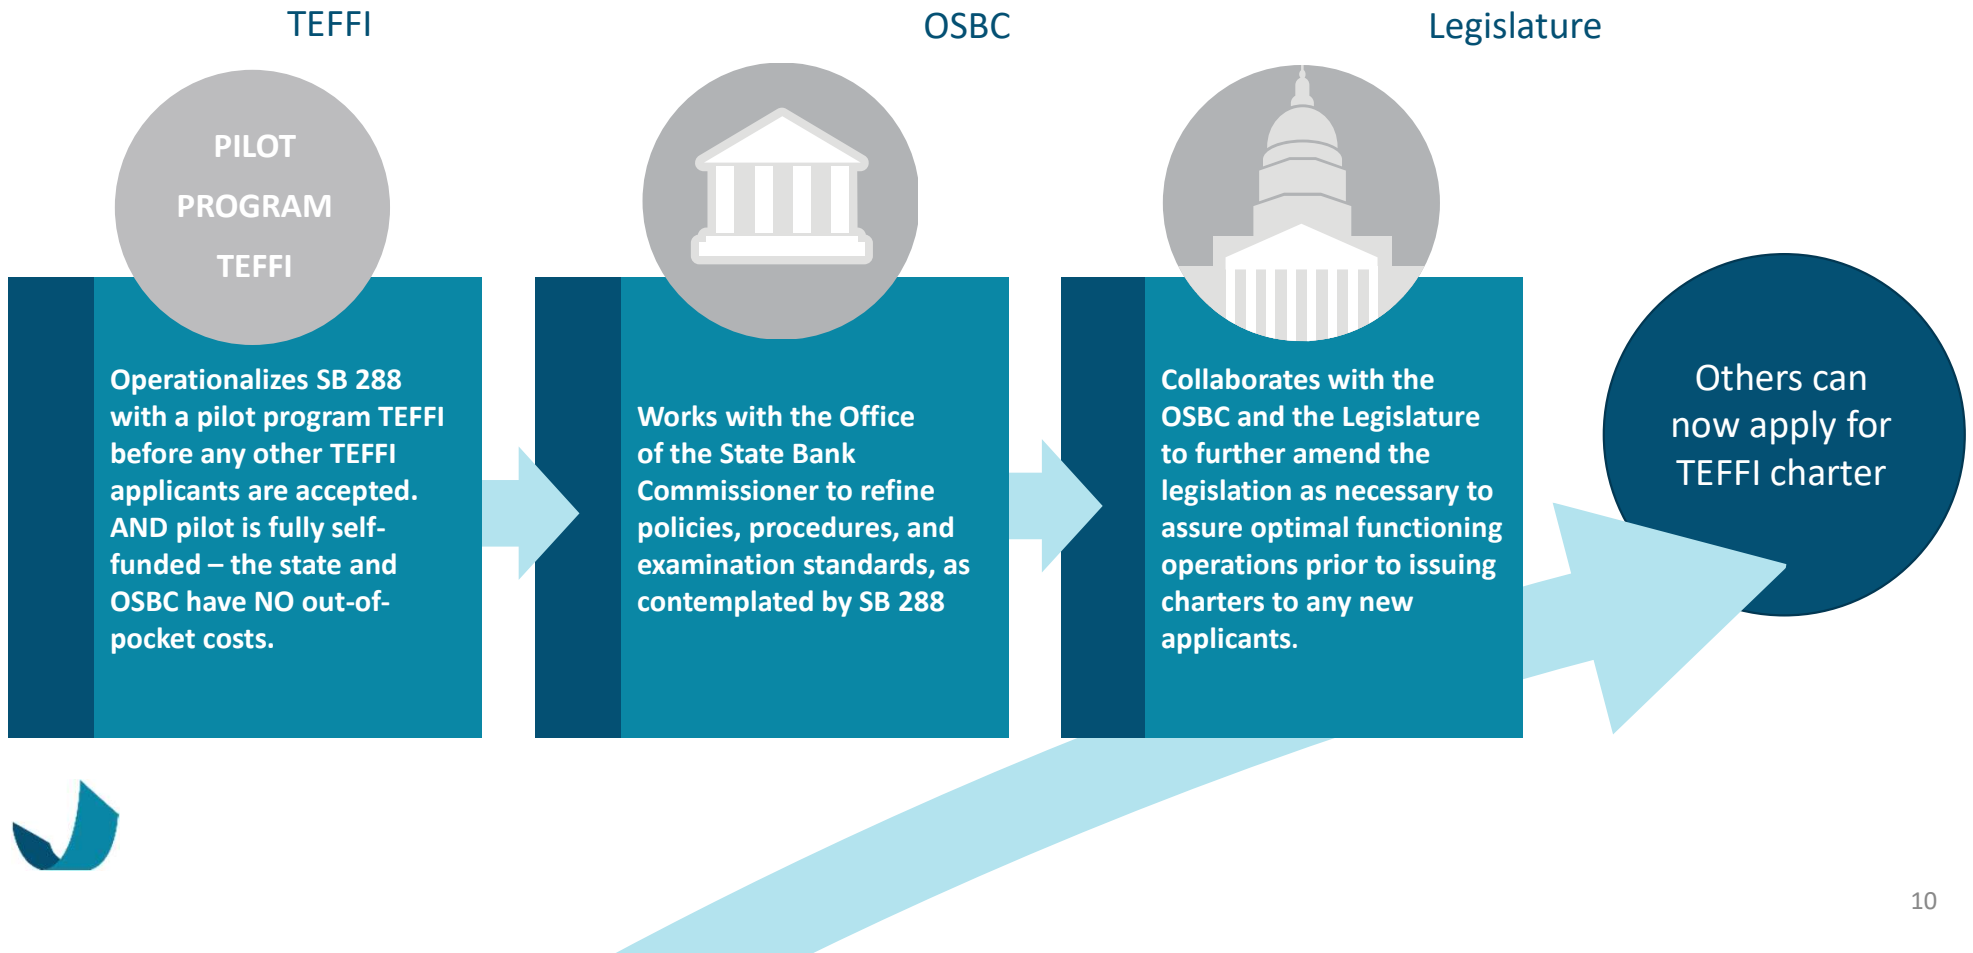 TEFFI
OSBC
Legislature
PILOT
PROGRAM
TEFFI
Operationalizes SB 288
with a pilot program TEFFI
before any other TEFFI
applicants are accepted.
AND pilot is fully self-
funded – the state and
OSBC have NO out-of-
pocket costs.
Works with the Office
of the State Bank
Commissioner to refine
policies, procedures, and
examination standards, as
contemplated by SB 288
Collaborates with the
OSBC and the Legislature
to further amend the
legislation as necessary to
assure optimal functioning
operations prior to issuing
charters to any new
applicants.
Others can
now apply for
TEFFI charter
10